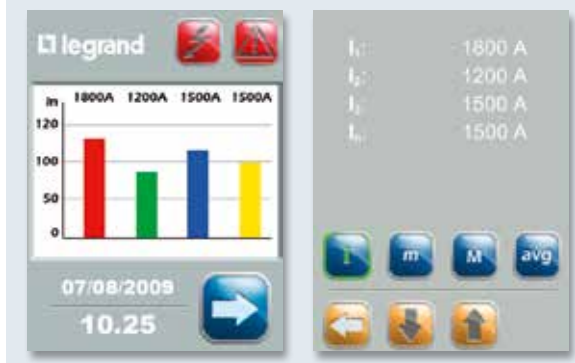 legrand
In
1800A 1200A 1500A 1500A
120
100
50
0
07/08/2009
10.25
I₁: 1800 A
I₂: 1200 A
I₃: 1500 A
Iₙ: 1500 A
I m M avg